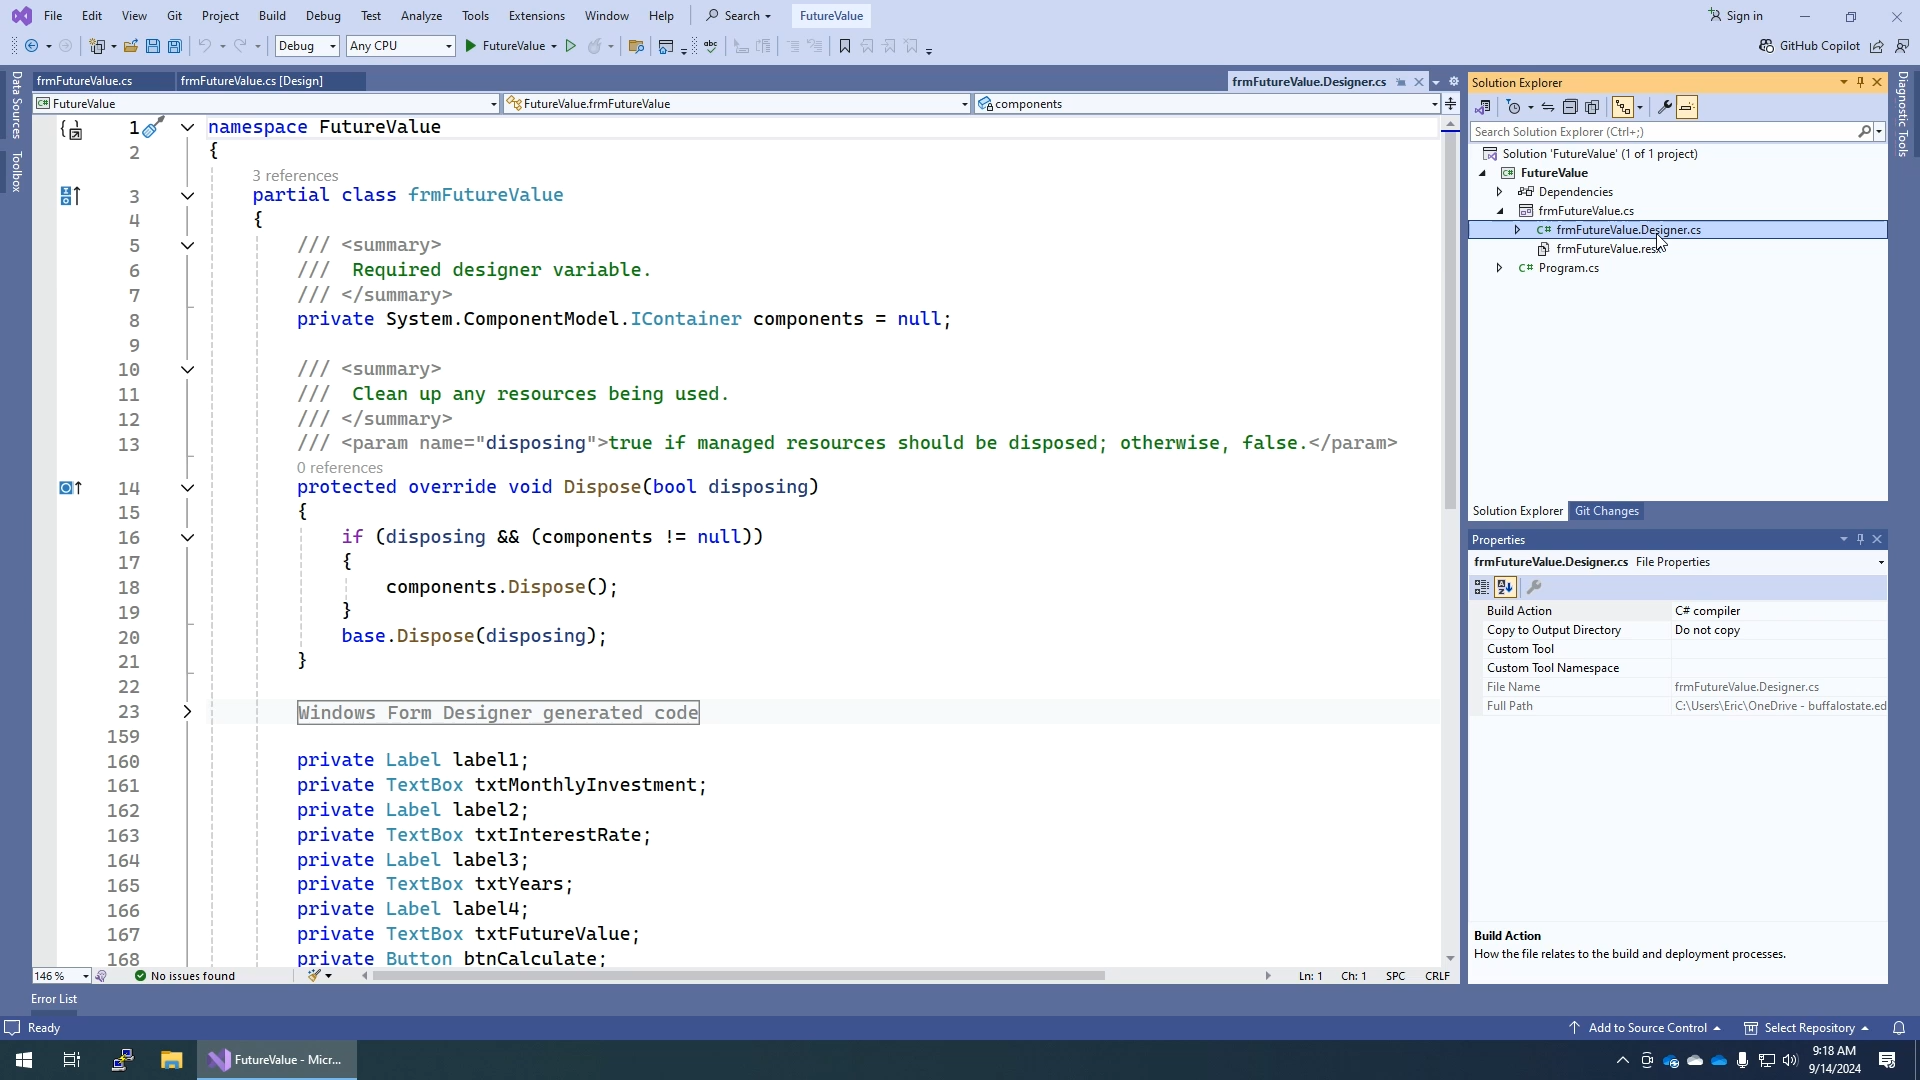 File Edit View Git Project Build Debug Test Analyze Tools Extensions Window Help Search FutureValue Sign in
Debug Any CPU FutureValue GitHub Copilot
Data Sources
Toolbox
frmFutureValue.cs frmFutureValue.cs [Design] frmFutureValue.Designer.cs
FutureValue FutureValue.frmFutureValue components
1 namespace FutureValue
2 {
3 references
3 partial class frmFutureValue
4 {
5 /// <summary>
6 /// Required designer variable.
7 /// </summary>
8 private System.ComponentModel.IContainer components = null;
9
10 /// <summary>
11 /// Clean up any resources being used.
12 /// </summary>
13 /// <param name="disposing">true if managed resources should be disposed; otherwise, false.</param>
0 references
14 protected override void Dispose(bool disposing)
15 {
16 if (disposing && (components != null))
17 {
18 components.Dispose();
19 }
20 base.Dispose(disposing);
21 }
22
23 Windows Form Designer generated code
159
160 private Label label1;
161 private TextBox txtMonthlyInvestment;
162 private Label label2;
163 private TextBox txtInterestRate;
164 private Label label3;
165 private TextBox txtYears;
166 private Label label4;
167 private TextBox txtFutureValue;
168 private Button btnCalculate;
146 % No issues found Ln: 1 Ch: 1 SPC CRLF
Solution Explorer
Search Solution Explorer (Ctrl+;)
Solution 'FutureValue' (1 of 1 project)
C# FutureValue
Dependencies
frmFutureValue.cs
C# frmFutureValue.Designer.cs
frmFutureValue.resx
C# Program.cs
Solution Explorer Git Changes
Properties
frmFutureValue.Designer.cs File Properties
Build Action C# compiler
Copy to Output Directory Do not copy
Custom Tool
Custom Tool Namespace
File Name frmFutureValue.Designer.cs
Full Path C:\Users\Eric\OneDrive - buffalostate.ed
Build Action
How the file relates to the build and deployment processes.
Diagnostic Tools
Error List
Ready Add to Source Control Select Repository
FutureValue - Micr... 9:18 AM
9/14/2024